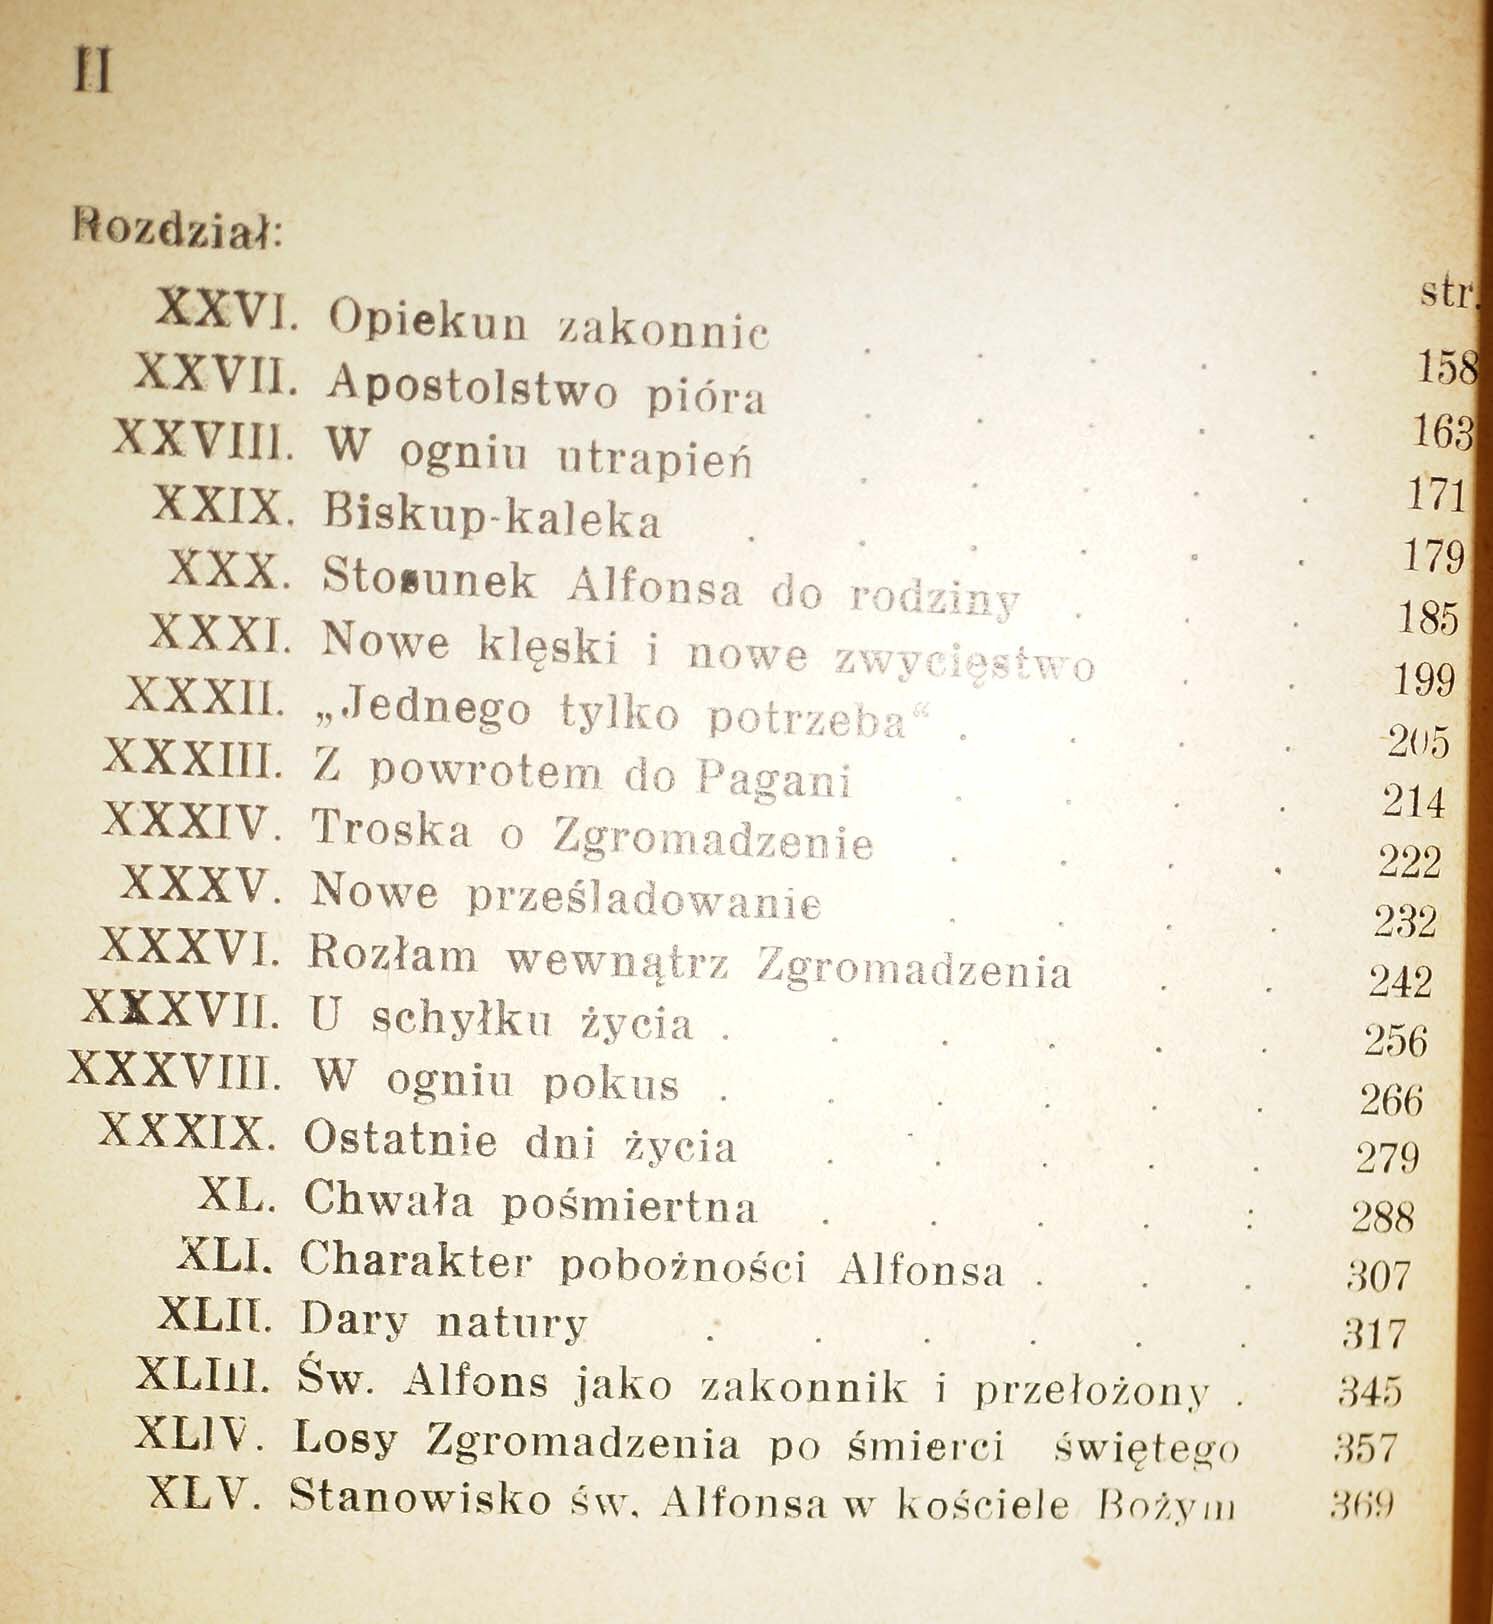 II
Rozdział:
str.
XXVI. Opiekun zakonnic . . . . . 158
XXVII. Apostolstwo pióra . . . . . 163
XXVIII. W ogniu utrapień . . . . . 171
XXIX. Biskup-kaleka . . . . . . 179
XXX. Stosunek Alfonsa do rodziny . . . 185
XXXI. Nowe klęski i nowe zwycięstwo . . 199
XXXII. „Jednego tylko potrzeba“ . . . . 205
XXXIII. Z powrotem do Pagani . . . . 214
XXXIV. Troska o Zgromadzenie . . . . 222
XXXV. Nowe prześladowanie . . . . 232
XXXVI. Rozłam wewnątrz Zgromadzenia . . 242
XXXVII. U schyłku życia . . . . . . 256
XXXVIII. W ogniu pokus . . . . . . 266
XXXIX. Ostatnie dni życia . . . . . 279
XL. Chwała pośmiertna . . . . : 288
XLI. Charakter pobożności Alfonsa . . . 307
XLII. Dary natury . . . . . . 317
XLIII. Św. Alfons jako zakonnik i przełożony . 345
XLIV. Losy Zgromadzenia po śmierci świętego 357
XLV. Stanowisko św. Alfonsa w kościele Bożym 369